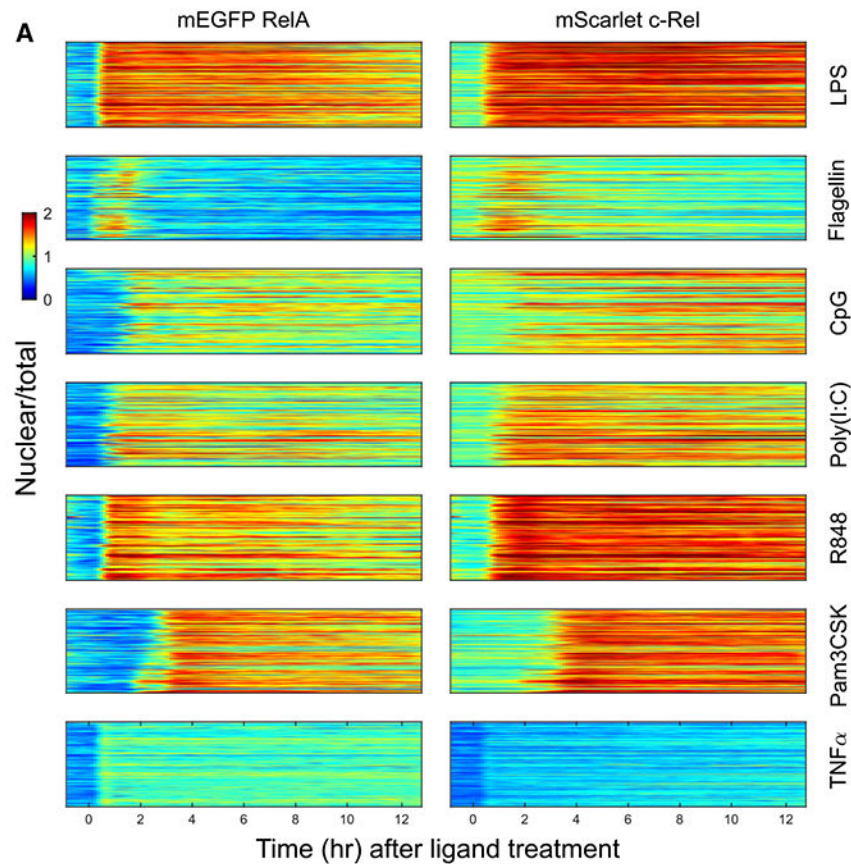 A
mEGFP RelA
mScarlet c-Rel
LPS
Flagellin
2
1
0
CpG
Nuclear/total
Poly(I:C)
R848
Pam3CSK
TNFα
0 2 4 6 8 10 12
0 2 4 6 8 10 12
Time (hr) after ligand treatment